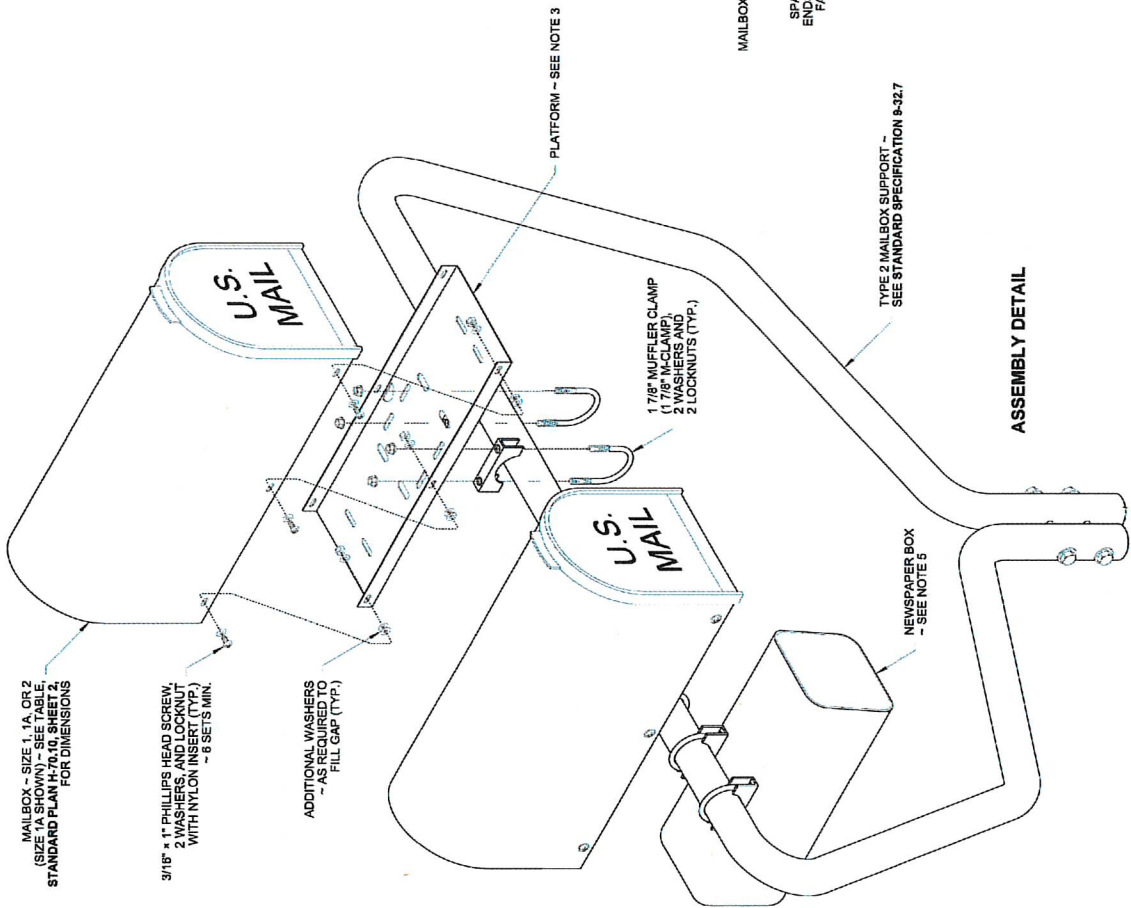 MAILBOX ~ SIZE 1, 1A, OR 2
(SIZE 1A SHOWN) ~ SEE TABLE,
STANDARD PLAN H-70.10, SHEET 2,
FOR DIMENSIONS
3/16" x 1" PHILLIPS HEAD SCREW,
2 WASHERS, AND LOCKNUT
WITH NYLON INSERT (TYP.)
~ 6 SETS MIN.
ADDITIONAL WASHERS
~ AS REQUIRED TO
FILL GAP (TYP.)
U.S.
MAIL
U.S.
MAIL
PLATFORM ~ SEE NOTE 3
1 7/8" MUFFLER CLAMP
(1 7/8" M-CLAMP),
2 WASHERS AND
2 LOCKNUTS (TYP.)
NEWSPAPER BOX
~ SEE NOTE 5
TYPE 2 MAILBOX SUPPORT ~
SEE STANDARD SPECIFICATION 9-32.7
ASSEMBLY DETAIL
MAILBOX
SPA
END
FA